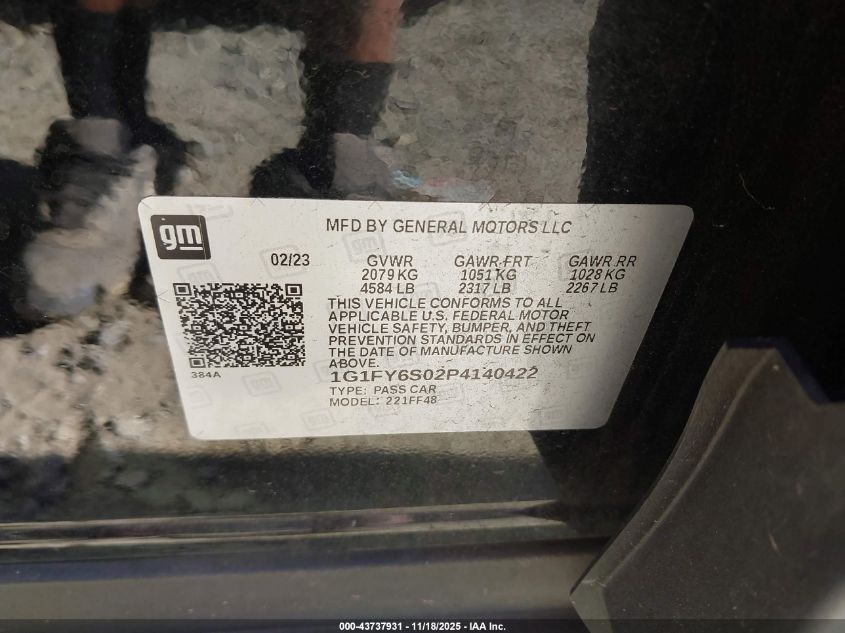 gm
MFD BY GENERAL MOTORS LLC
02/23 GVWR GAWR FRT GAWR RR
2079 KG 1051 KG 1028 KG
4584 LB 2317 LB 2267 LB
THIS VEHICLE CONFORMS TO ALL
APPLICABLE U.S. FEDERAL MOTOR
VEHICLE SAFETY, BUMPER, AND THEFT
PREVENTION STANDARDS IN EFFECT ON
THE DATE OF MANUFACTURE SHOWN
ABOVE.
384A
1G1FY6S02P4140422
TYPE: PASS CAR
MODEL: 221FF48
000-43737931 - 11/18/2025 - IAA Inc.